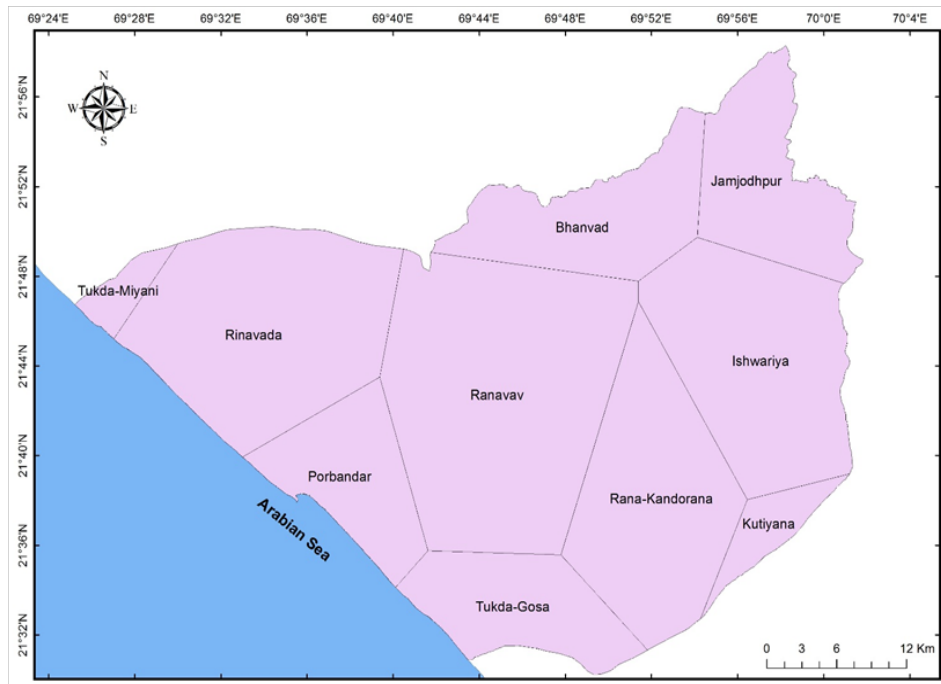 69°24'E 69°28'E 69°32'E 69°36'E 69°40'E 69°44'E 69°48'E 69°52'E 69°56'E 70°0'E 70°4'E
N
W E
S
21°56'N
21°52'N
21°48'N
21°44'N
21°40'N
21°36'N
21°32'N
Jamjodhpur
Bhanvad
Tukda-Miyani
Rinavada
Ishwariya
Ranavav
Porbandar
Rana-Kandorana
Kutiyana
Arabian Sea
Tukda-Gosa
0 3 6 12 Km